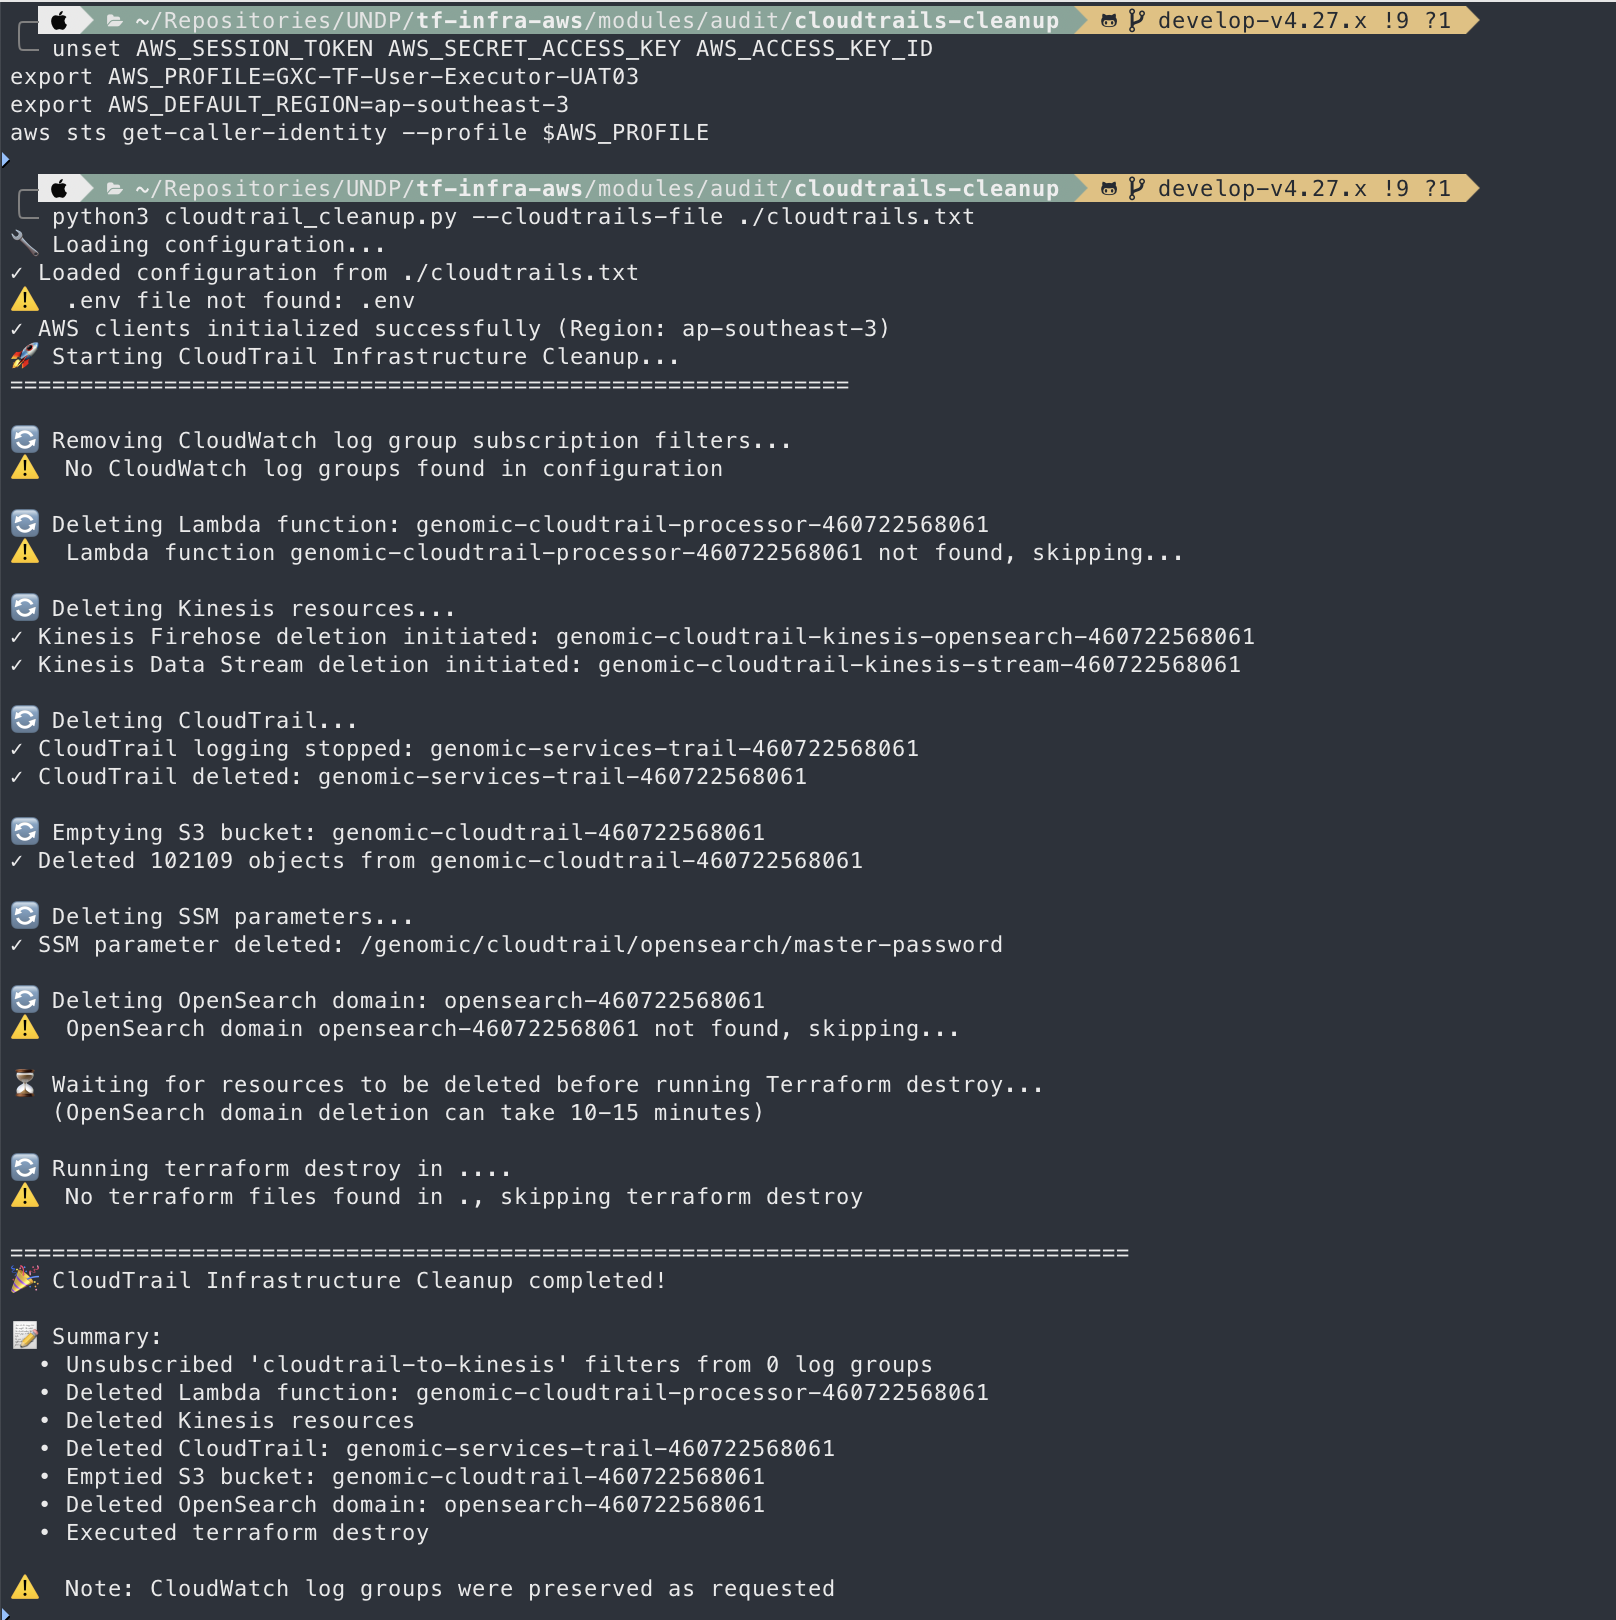 ~/Repositories/UNDP/tf-infra-aws/modules/audit/cloudtrails-cleanup develop-v4.27.x !9 ?1
unset AWS_SESSION_TOKEN AWS_SECRET_ACCESS_KEY AWS_ACCESS_KEY_ID
export AWS_PROFILE=GXC-TF-User-Executor-UAT03
export AWS_DEFAULT_REGION=ap-southeast-3
aws sts get-caller-identity --profile $AWS_PROFILE
~/Repositories/UNDP/tf-infra-aws/modules/audit/cloudtrails-cleanup develop-v4.27.x !9 ?1
python3 cloudtrail_cleanup.py --cloudtrails-file ./cloudtrails.txt
🔧 Loading configuration...
✓ Loaded configuration from ./cloudtrails.txt
⚠️ .env file not found: .env
✓ AWS clients initialized successfully (Region: ap-southeast-3)
🚀 Starting CloudTrail Infrastructure Cleanup...
============================================================
🔄 Removing CloudWatch log group subscription filters...
⚠️ No CloudWatch log groups found in configuration
🔄 Deleting Lambda function: genomic-cloudtrail-processor-460722568061
⚠️ Lambda function genomic-cloudtrail-processor-460722568061 not found, skipping...
🔄 Deleting Kinesis resources...
✓ Kinesis Firehose deletion initiated: genomic-cloudtrail-kinesis-opensearch-460722568061
✓ Kinesis Data Stream deletion initiated: genomic-cloudtrail-kinesis-stream-460722568061
🔄 Deleting CloudTrail...
✓ CloudTrail logging stopped: genomic-services-trail-460722568061
✓ CloudTrail deleted: genomic-services-trail-460722568061
🔄 Emptying S3 bucket: genomic-cloudtrail-460722568061
✓ Deleted 102109 objects from genomic-cloudtrail-460722568061
🔄 Deleting SSM parameters...
✓ SSM parameter deleted: /genomic/cloudtrail/opensearch/master-password
🔄 Deleting OpenSearch domain: opensearch-460722568061
⚠️ OpenSearch domain opensearch-460722568061 not found, skipping...
⏳ Waiting for resources to be deleted before running Terraform destroy...
(OpenSearch domain deletion can take 10-15 minutes)
🔄 Running terraform destroy in ....
⚠️ No terraform files found in ., skipping terraform destroy
================================================================================
🎉 CloudTrail Infrastructure Cleanup completed!
📝 Summary:
• Unsubscribed 'cloudtrail-to-kinesis' filters from 0 log groups
• Deleted Lambda function: genomic-cloudtrail-processor-460722568061
• Deleted Kinesis resources
• Deleted CloudTrail: genomic-services-trail-460722568061
• Emptied S3 bucket: genomic-cloudtrail-460722568061
• Deleted OpenSearch domain: opensearch-460722568061
• Executed terraform destroy
⚠️ Note: CloudWatch log groups were preserved as requested